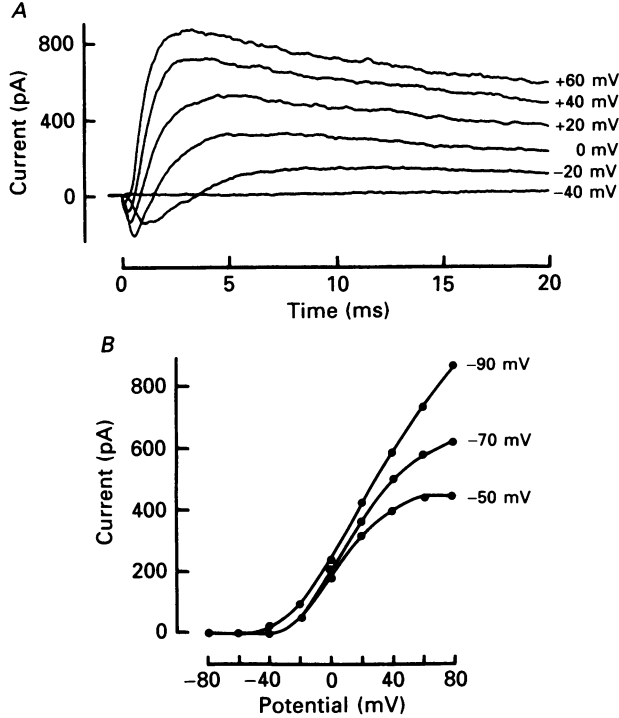 A
800
400
0
Current (pA)
+60 mV
+40 mV
+20 mV
0 mV
−20 mV
−40 mV
0 5 10 15 20
Time (ms)
B
800
600
400
200
0
Current (pA)
−90 mV
−70 mV
−50 mV
−80 −40 0 40 80
Potential (mV)